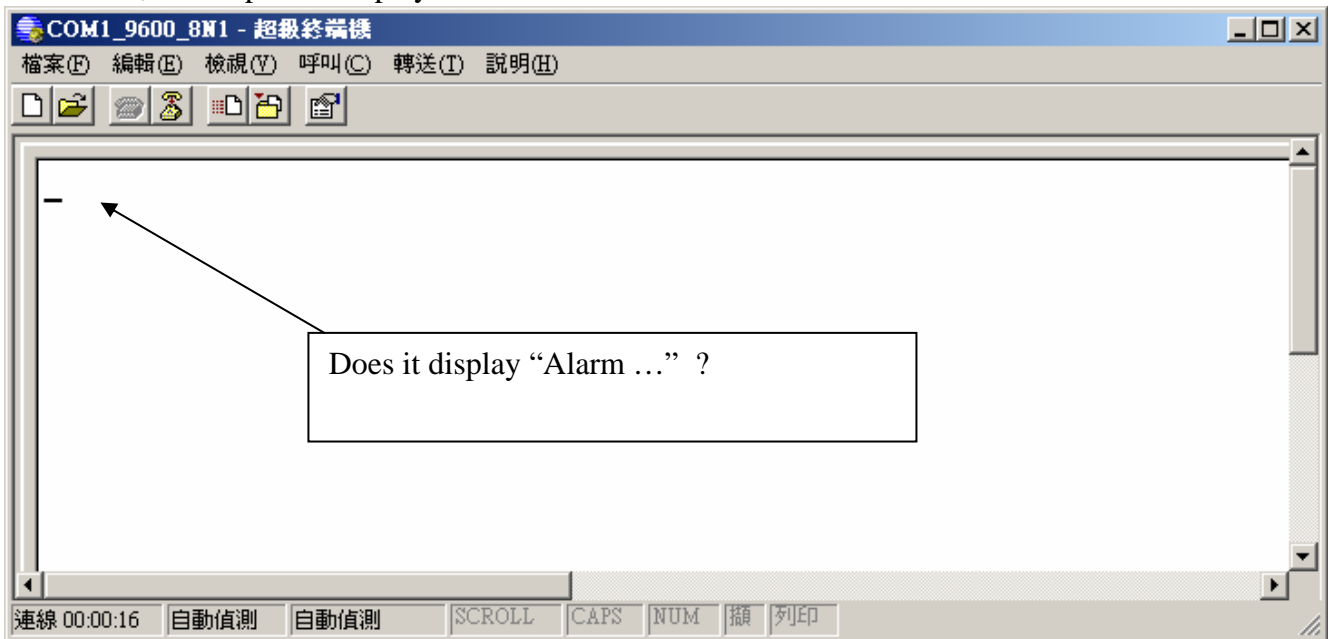 COM1_9600_8N1 - 超級終端機
檔案(F) 編輯(E) 檢視(V) 呼叫(C) 轉送(T) 說明(H)
Does it display “Alarm …” ?
連線 00:00:16 自動偵測 自動偵測 SCROLL CAPS NUM 擷 列印